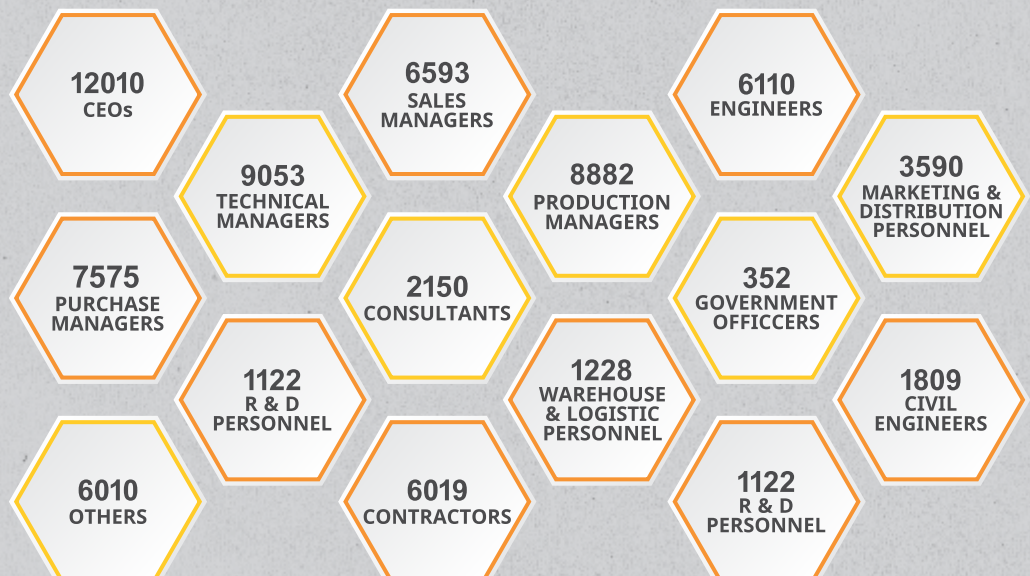 12010
CEOs
6593
SALES
MANAGERS
6110
ENGINEERS
9053
TECHNICAL
MANAGERS
8882
PRODUCTION
MANAGERS
3590
MARKETING &
DISTRIBUTION
PERSONNEL
7575
PURCHASE
MANAGERS
2150
CONSULTANTS
352
GOVERNMENT
OFFICCERS
1122
R & D
PERSONNEL
1228
WAREHOUSE
& LOGISTIC
PERSONNEL
1809
CIVIL
ENGINEERS
6010
OTHERS
6019
CONTRACTORS
1122
R & D
PERSONNEL